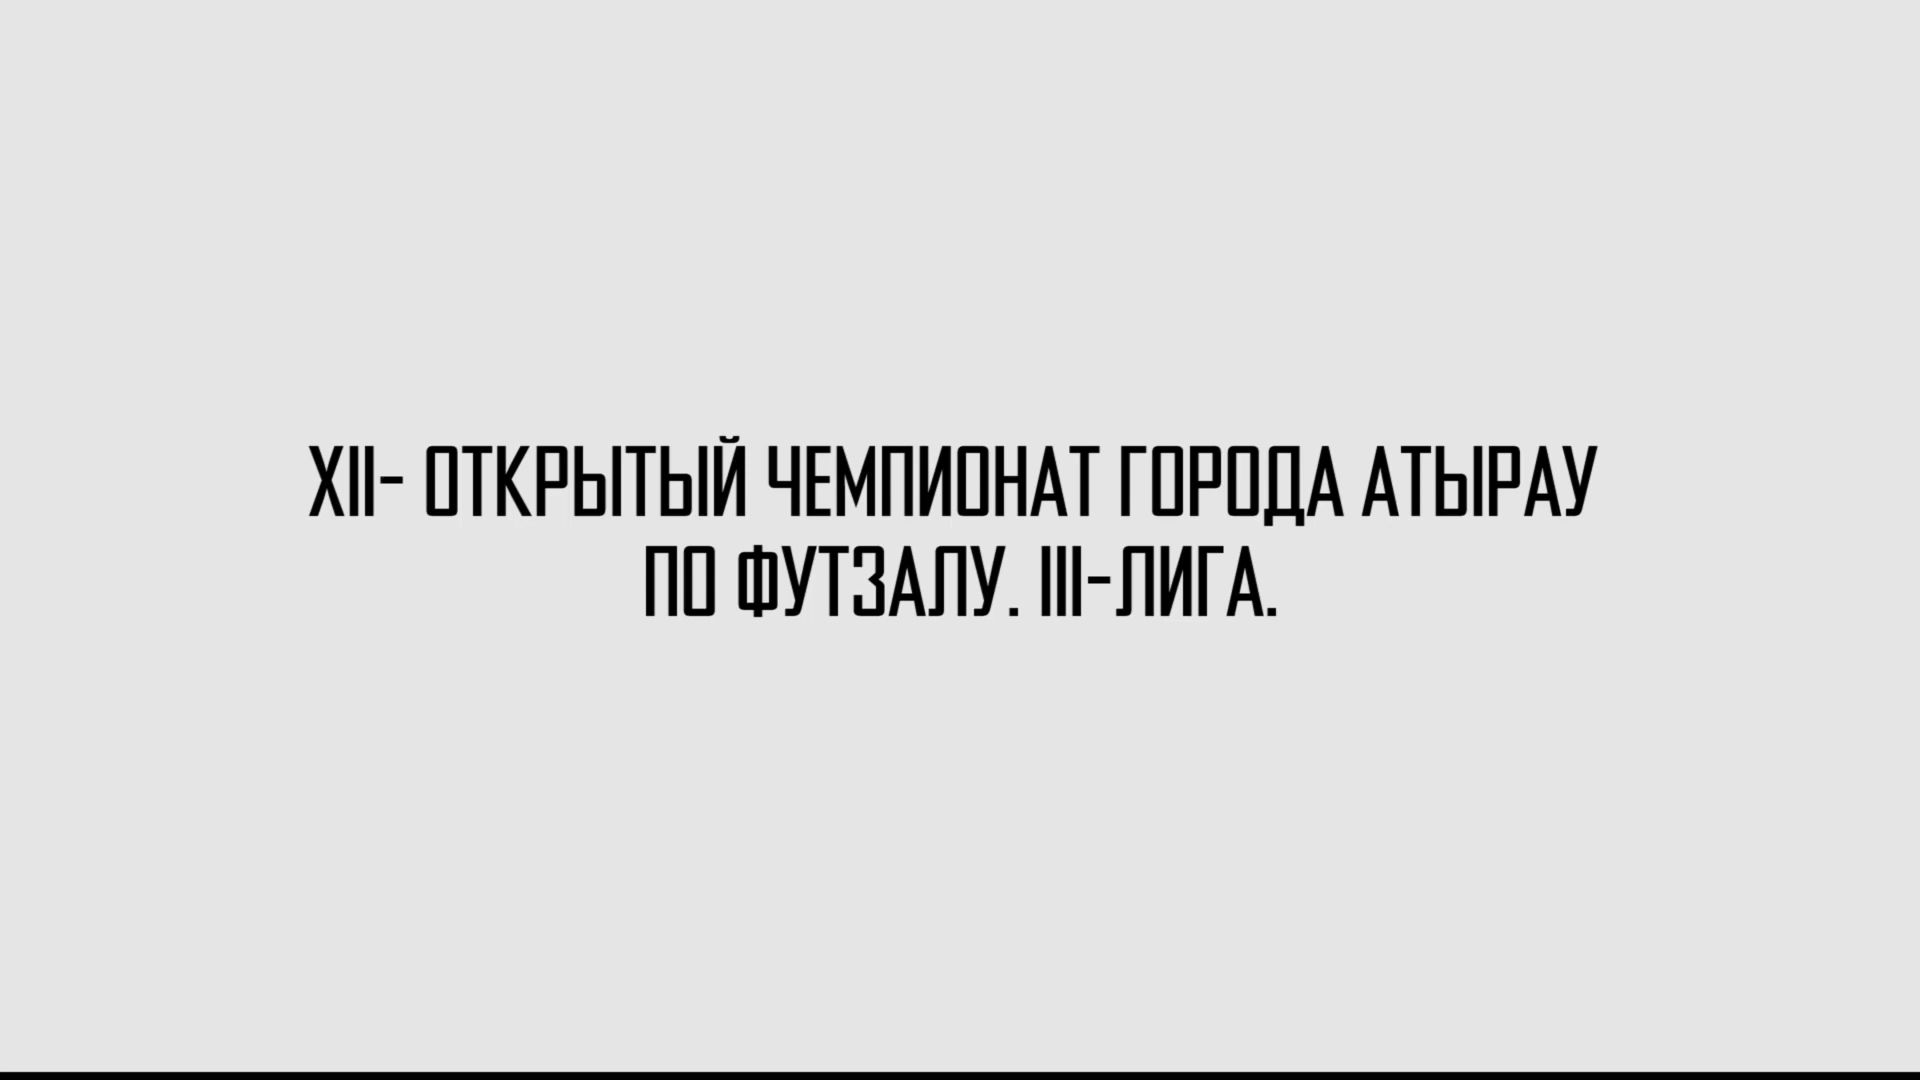 XII- ОТКРЫТЫЙ ЧЕМПИОНАТ ГОРОДА АТЫРАУ
ПО ФУТЗАЛУ. III-ЛИГА.